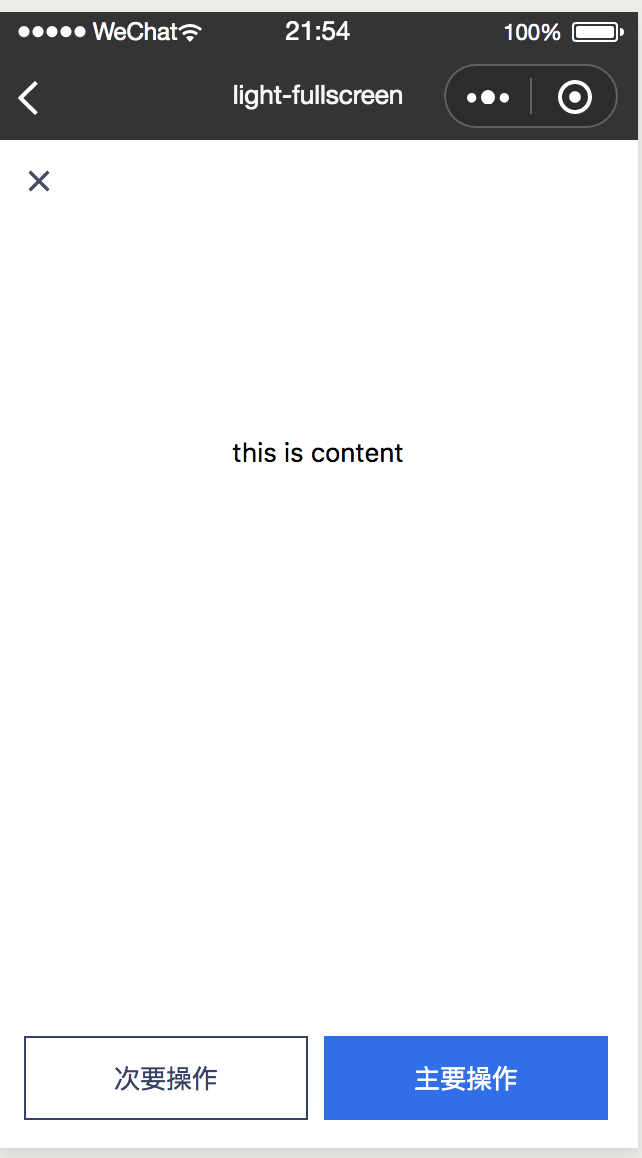 WeChat 21:54 100%
light-fullscreen
this is content
次要操作 主要操作